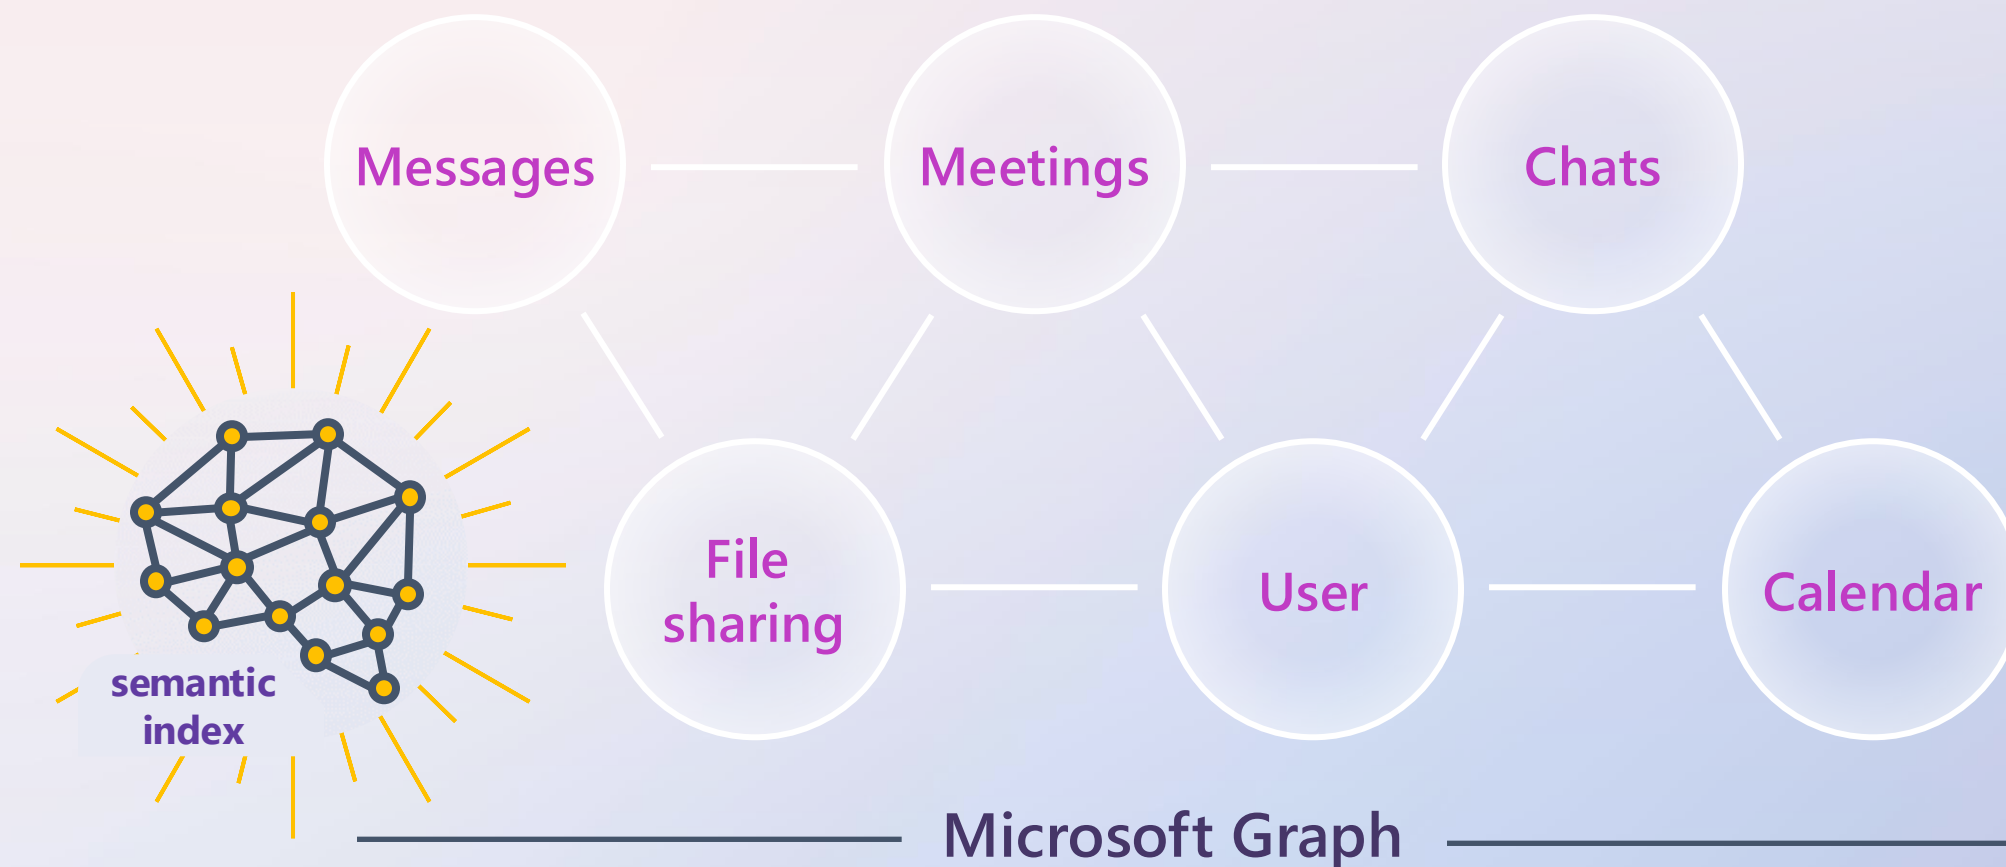 Messages
Meetings
Chats
File
sharing
User
Calendar
semantic
index
Microsoft Graph